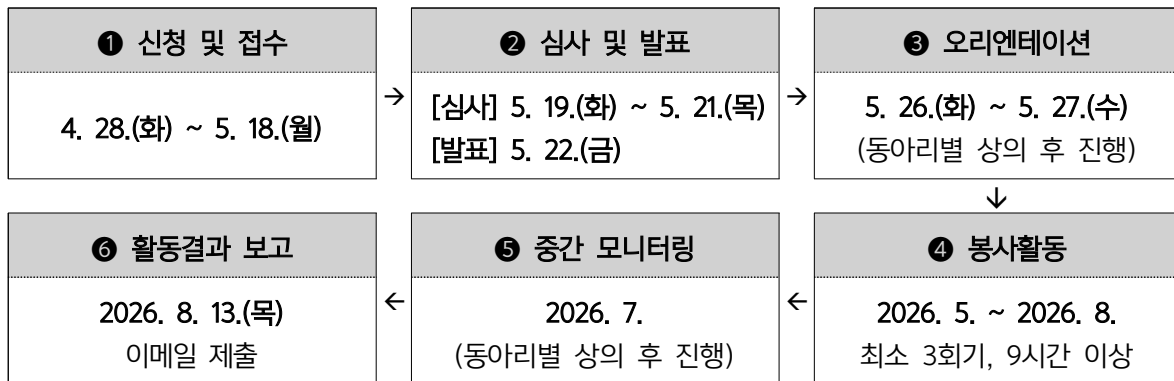 ❶ 신청 및 접수
4. 28.(화) ~ 5. 18.(월)
→
❷ 심사 및 발표
[심사] 5. 19.(화) ~ 5. 21.(목)
[발표] 5. 22.(금)
→
❸ 오리엔테이션
5. 26.(화) ~ 5. 27.(수)
(동아리별 상의 후 진행)
↓
❹ 봉사활동
2026. 5. ~ 2026. 8.
최소 3회기, 9시간 이상
←
❺ 중간 모니터링
2026. 7.
(동아리별 상의 후 진행)
←
❻ 활동결과 보고
2026. 8. 13.(목)
이메일 제출